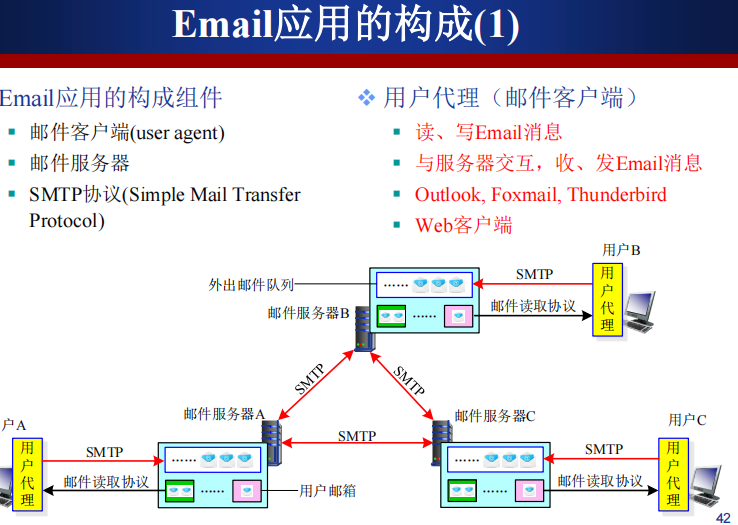 Email应用的构成(1)
Email应用的构成组件
邮件客户端(user agent)
邮件服务器
SMTP协议(Simple Mail Transfer
Protocol)
用户代理（邮件客户端）
读、写Email消息
与服务器交互，收、发Email消息
Outlook, Foxmail, Thunderbird
Web客户端
用户B
外出邮件队列
……
SMTP
用户代理
邮件服务器B
……
邮件读取协议
SMTP
SMTP
户A
邮件服务器A
SMTP
邮件服务器C
用户C
用户代理
SMTP
……
……
SMTP
用户代理
邮件读取协议
……
用户邮箱
……
邮件读取协议
42